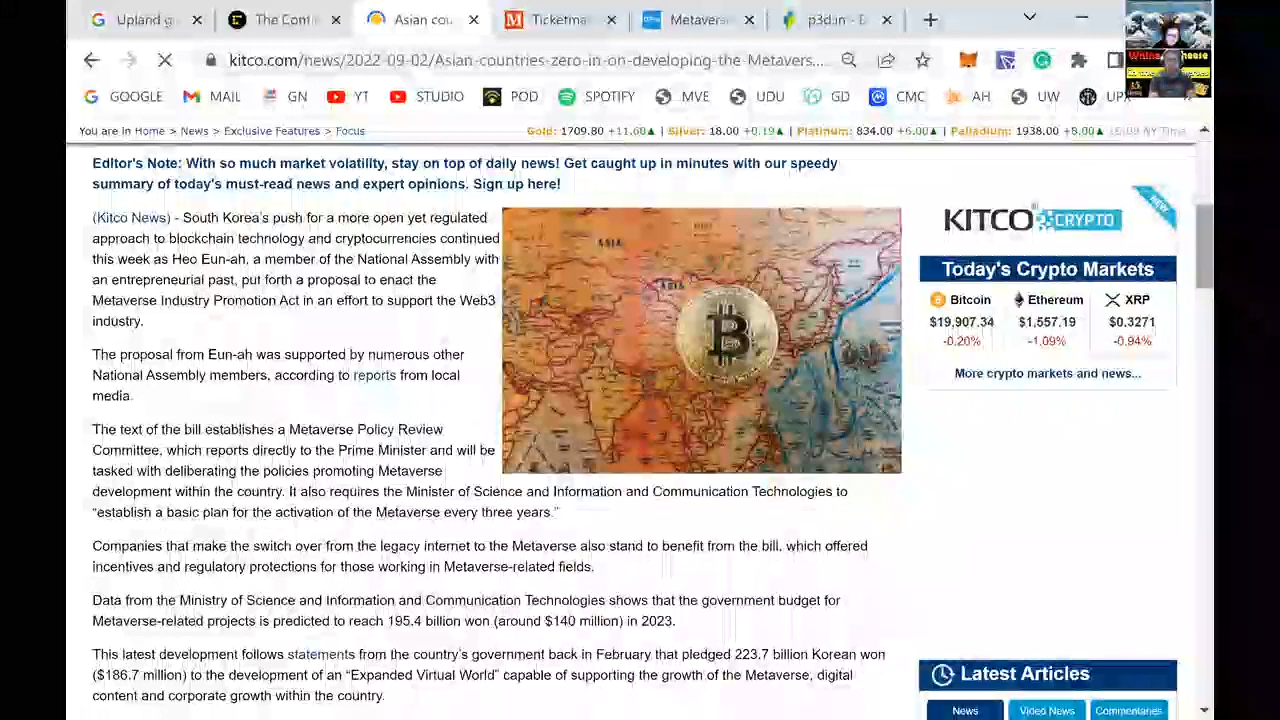 Upland g
The Cont
Asian cou
Ticketma
Metavers
p3d.in - 
kitco.com/news/2022-09-02/Asian-countries-zero-in-on-developing-the-Metavers...
GOOGLE
MAIL
GN
YT
STUDIO
POD
SPOTIFY
MVE
UDU
GD
CMC
AH
UW
UPX
You are in Home > News > Exclusive Features > Focus
Gold: 1709.80 +11.60▲ | Silver: 18.00 +0.19▲ | Platinum: 834.00 +6.00▲ | Palladium: 1938.00 +8.00▲
NY Time
Editor's Note: With so much market volatility, stay on top of daily news! Get caught up in minutes with our speedy
summary of today's must-read news and expert opinions. Sign up here!
(Kitco News) - South Korea's push for a more open yet regulated
approach to blockchain technology and cryptocurrencies continued
this week as Heo Eun-ah, a member of the National Assembly with
an entrepreneurial past, put forth a proposal to enact the
Metaverse Industry Promotion Act in an effort to support the Web3
industry.
The proposal from Eun-ah was supported by numerous other
National Assembly members, according to reports from local
media.
The text of the bill establishes a Metaverse Policy Review
Committee, which reports directly to the Prime Minister and will be
tasked with deliberating the policies promoting Metaverse
development within the country. It also requires the Minister of Science and Information and Communication Technologies to
“establish a basic plan for the activation of the Metaverse every three years.”
Companies that make the switch over from the legacy internet to the Metaverse also stand to benefit from the bill, which offered
incentives and regulatory protections for those working in Metaverse-related fields.
Data from the Ministry of Science and Information and Communication Technologies shows that the government budget for
Metaverse-related projects is predicted to reach 195.4 billion won (around $140 million) in 2023.
This latest development follows statements from the country's government back in February that pledged 223.7 billion Korean won
($186.7 million) to the development of an “Expanded Virtual World” capable of supporting the growth of the Metaverse, digital
content and corporate growth within the country.
ASIA
ASIA
NEW
KITCO CRYPTO
Today's Crypto Markets
Bitcoin
Ethereum
XRP
$19,907.34
$1,557.19
$0.3271
-0.20%
-1.09%
-0.94%
More crypto markets and news...
Latest Articles
News
Video News
Commentaries